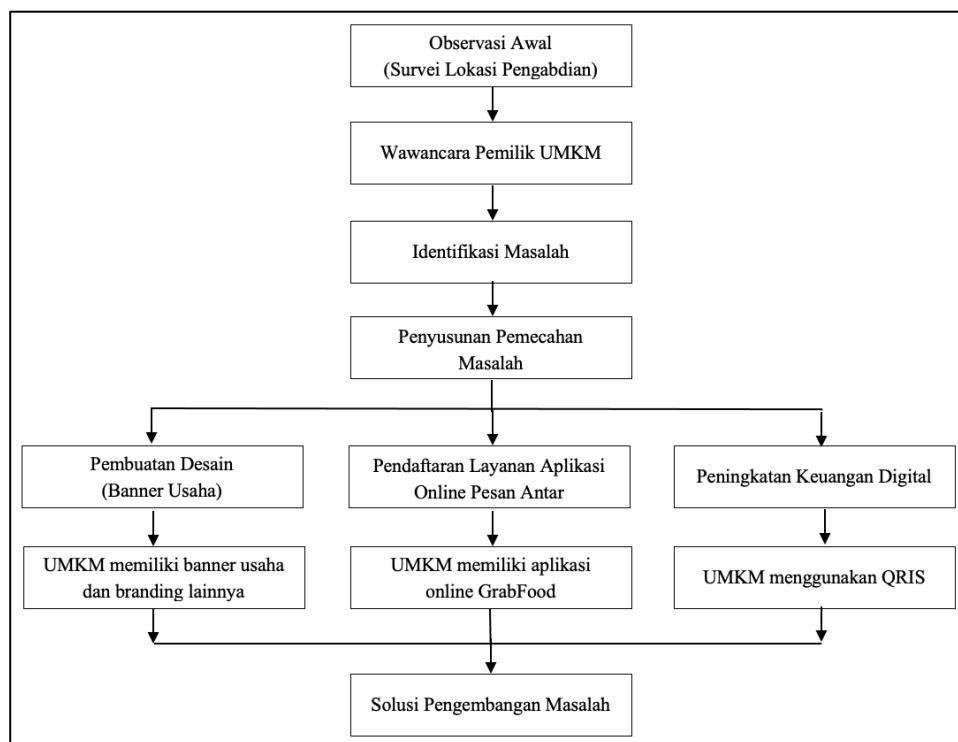 Observasi Awal
(Survei Lokasi Pengabdian)
Wawancara Pemilik UMKM
Identifikasi Masalah
Penyusunan Pemecahan
Masalah
Pembuatan Desain
(Banner Usaha)
Pendaftaran Layanan Aplikasi
Online Pesan Antar
Peningkatan Keuangan Digital
UMKM memiliki banner usaha
dan branding lainnya
UMKM memiliki aplikasi
online GrabFood
UMKM menggunakan QRIS
Solusi Pengembangan Masalah